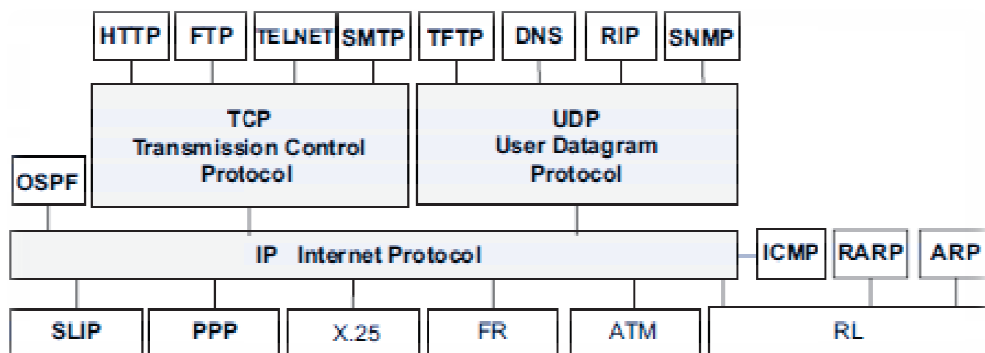 HTTP FTP TELNET SMTP TFTP DNS RIP SNMP
TCP
Transmission Control
Protocol
UDP
User Datagram
Protocol
OSPF
IP Internet Protocol
ICMP RARP ARP
SLIP PPP X.25 FR ATM RL